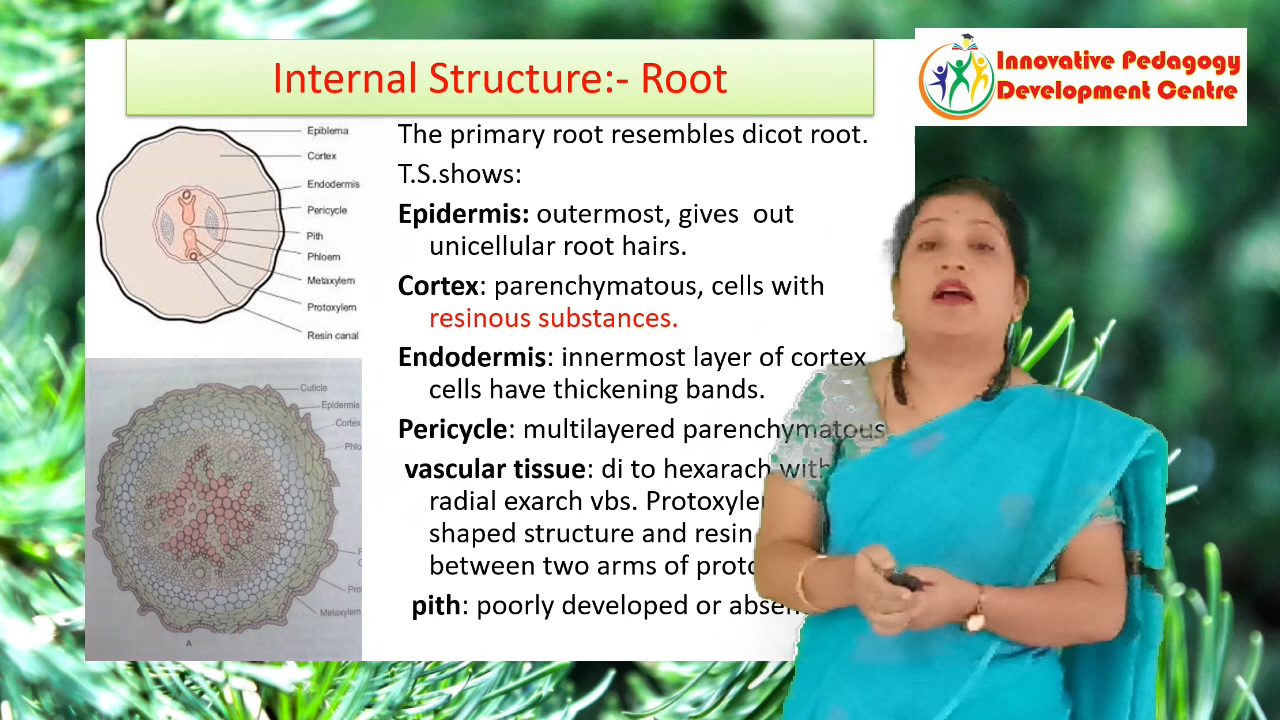 Internal Structure:- Root
Innovative Pedagogy
Development Centre
Epiblema
Cortex
Endodermis
Pericycle
Pith
Phloem
Metaxylem
Protoxylem
Resin canal
Cuticle
Epidermis
Cortex
Metaxylem
A
The primary root resembles dicot root.
T.S.shows:
Epidermis: outermost, gives out
unicellular root hairs.
Cortex: parenchymatous, cells with
resinous substances.
Endodermis: innermost layer of cortex
cells have thickening bands.
Pericycle: multilayered parenchymatous
vascular tissue: di to hexarach with
radial exarch vbs.
shaped structure and resin
between two arms of
pith: poorly developed or